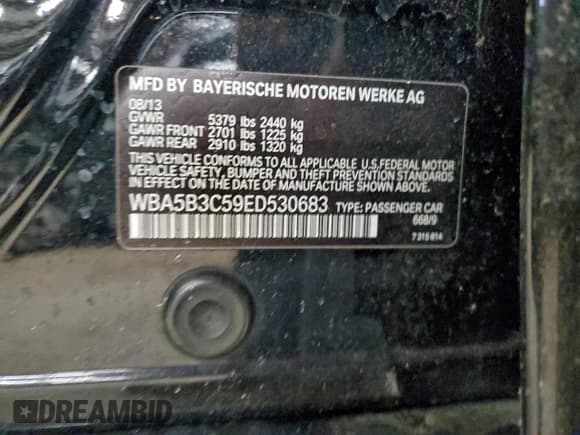 MFD BY BAYERISCHE MOTOREN WERKE AG
08/13
GVWR 5379 lbs 2440 kg
GAWR FRONT 2701 lbs 1225 kg
GAWR REAR 2910 lbs 1320 kg
THIS VEHICLE CONFORMS TO ALL APPLICABLE U.S.FEDERAL MOTOR
VEHICLE SAFETY, BUMPER AND THEFT PREVENTION STANDARDS
IN EFFECT ON THE DATE OF MANUFACTURE SHOWN ABOVE.
WBA5B3C59ED530683 TYPE: PASSENGER CAR
668/9
7 315 814
DREAMBID